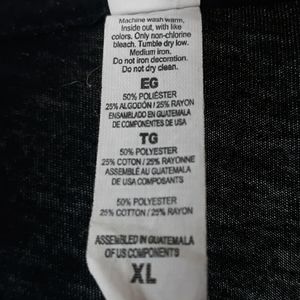 Machine wash warm,
Inside out, with like
colors. Only non-chlorine
bleach. Tumble dry low.
Medium iron.
Do not iron decoration.
Do not dry clean.
EG
50% POLIÉSTER
25% ALGODÓN / 25% RAYON
ENSAMBLADO EN GUATEMALA
DE COMPONENTES DE USA
TG
50% POLYESTER
25% COTON / 25% RAYONNE
ASSEMBLÉ AU GUATEMALA
DE USA COMPOSANTS
50% POLYESTER
25% COTTON / 25% RAYON
ASSEMBLED IN GUATEMALA
OF US COMPONENTS
XL